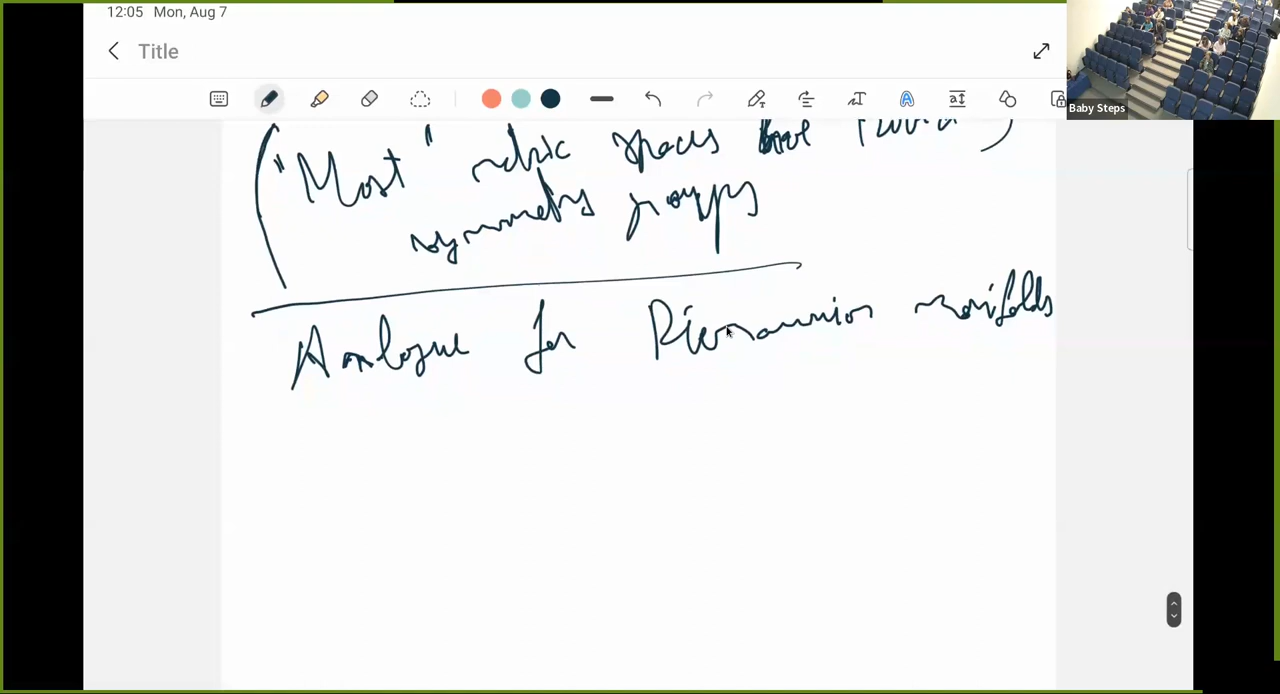 12:05 Mon, Aug 7
Title
Baby Steps
("Most" metric spaces have trivial)
symmetry groups
Analogue for Riemannian manifolds